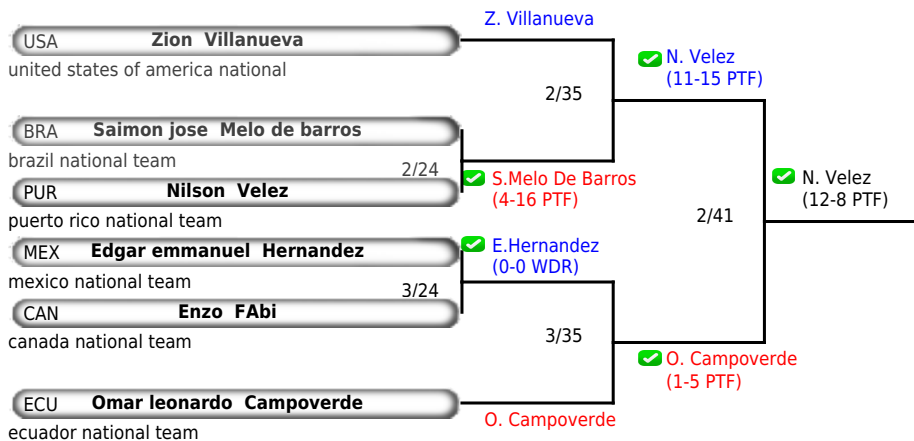 Z. Villanueva
USA Zion Villanueva
united states of america national
N. Velez
(11-15 PTF)
2/35
BRA Saimon jose Melo de barros
brazil national team
2/24
S.Melo De Barros
(4-16 PTF)
N. Velez
(12-8 PTF)
PUR Nilson Velez
puerto rico national team
2/41
MEX Edgar emmanuel Hernandez
mexico national team
E.Hernandez
(0-0 WDR)
3/24
CAN Enzo FAbi
canada national team
3/35
O. Campoverde
(1-5 PTF)
ECU Omar leonardo Campoverde
ecuador national team
O. Campoverde